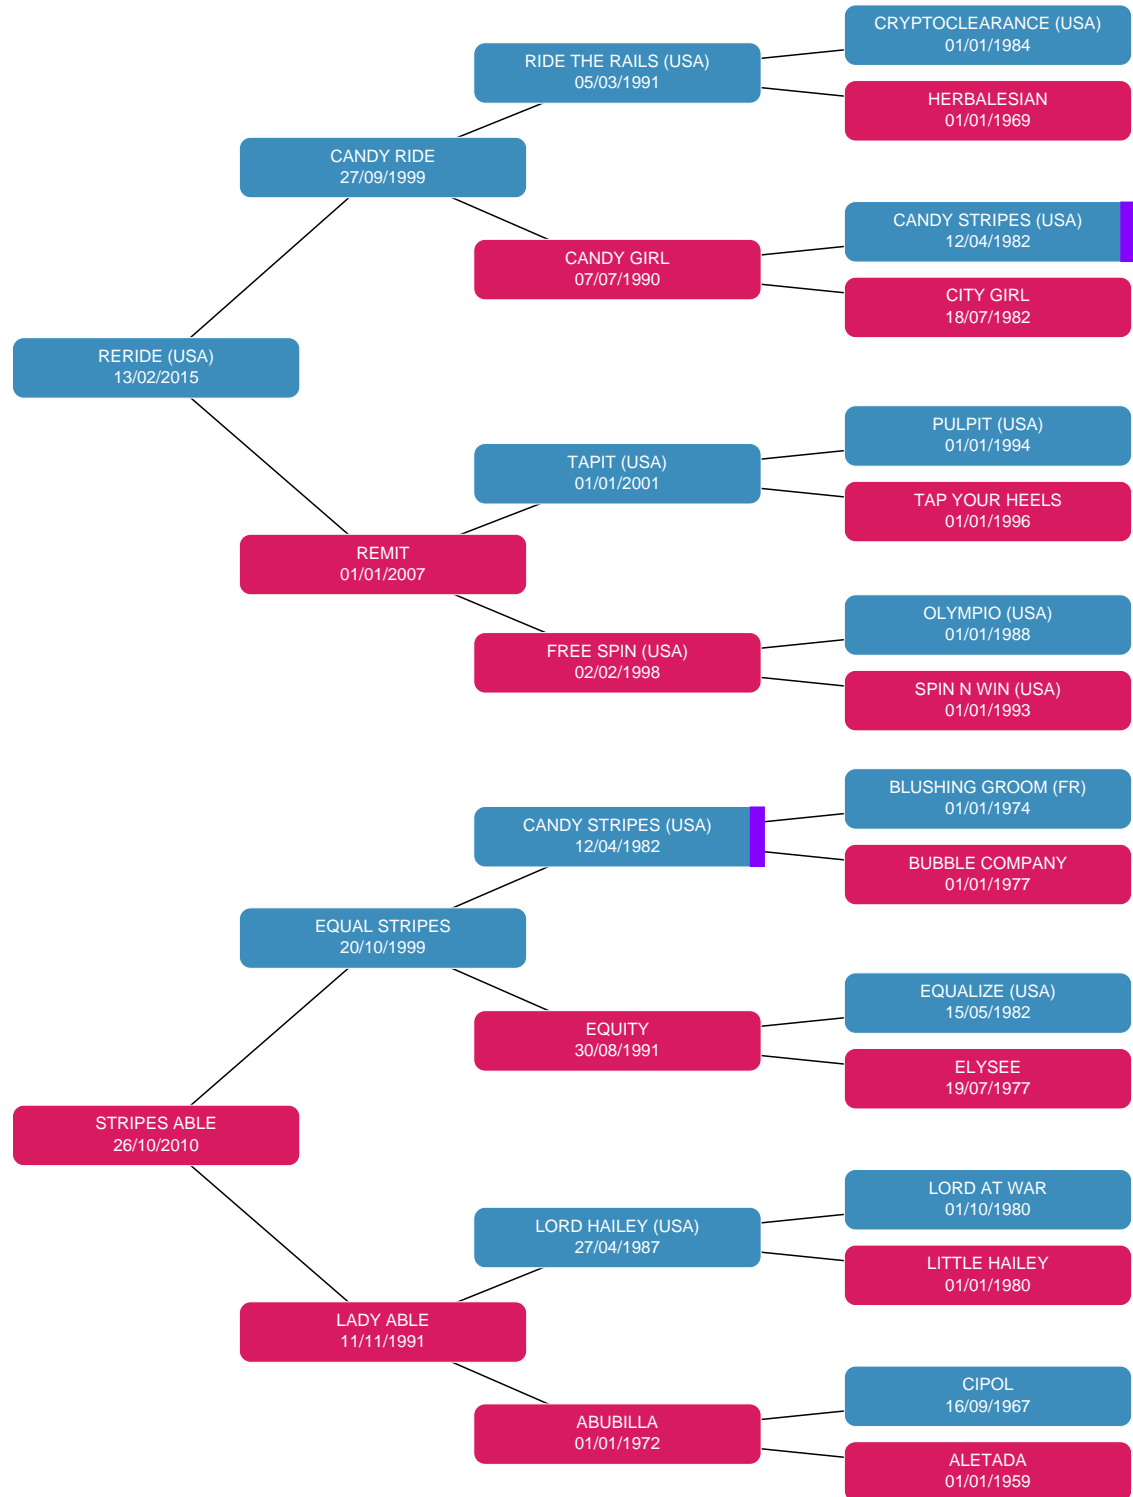 CRYPTOCLEARANCE (USA)
01/01/1984
RIDE THE RAILS (USA)
05/03/1991
HERBALESIAN
01/01/1969
CANDY RIDE
27/09/1999
CANDY STRIPES (USA)
12/04/1982
CANDY GIRL
07/07/1990
CITY GIRL
18/07/1982
RERIDE (USA)
13/02/2015
PULPIT (USA)
01/01/1994
TAPIT (USA)
01/01/2001
TAP YOUR HEELS
01/01/1996
REMIT
01/01/2007
OLYMPIO (USA)
01/01/1988
FREE SPIN (USA)
02/02/1998
SPIN N WIN (USA)
01/01/1993
BLUSHING GROOM (FR)
01/01/1974
CANDY STRIPES (USA)
12/04/1982
BUBBLE COMPANY
01/01/1977
EQUAL STRIPES
20/10/1999
EQUALIZE (USA)
15/05/1982
EQUITY
30/08/1991
ELYSEE
19/07/1977
STRIPES ABLE
26/10/2010
LORD AT WAR
01/10/1980
LORD HAILEY (USA)
27/04/1987
LITTLE HAILEY
01/01/1980
LADY ABLE
11/11/1991
CIPOL
16/09/1967
ABUBILLA
01/01/1972
ALETADA
01/01/1959